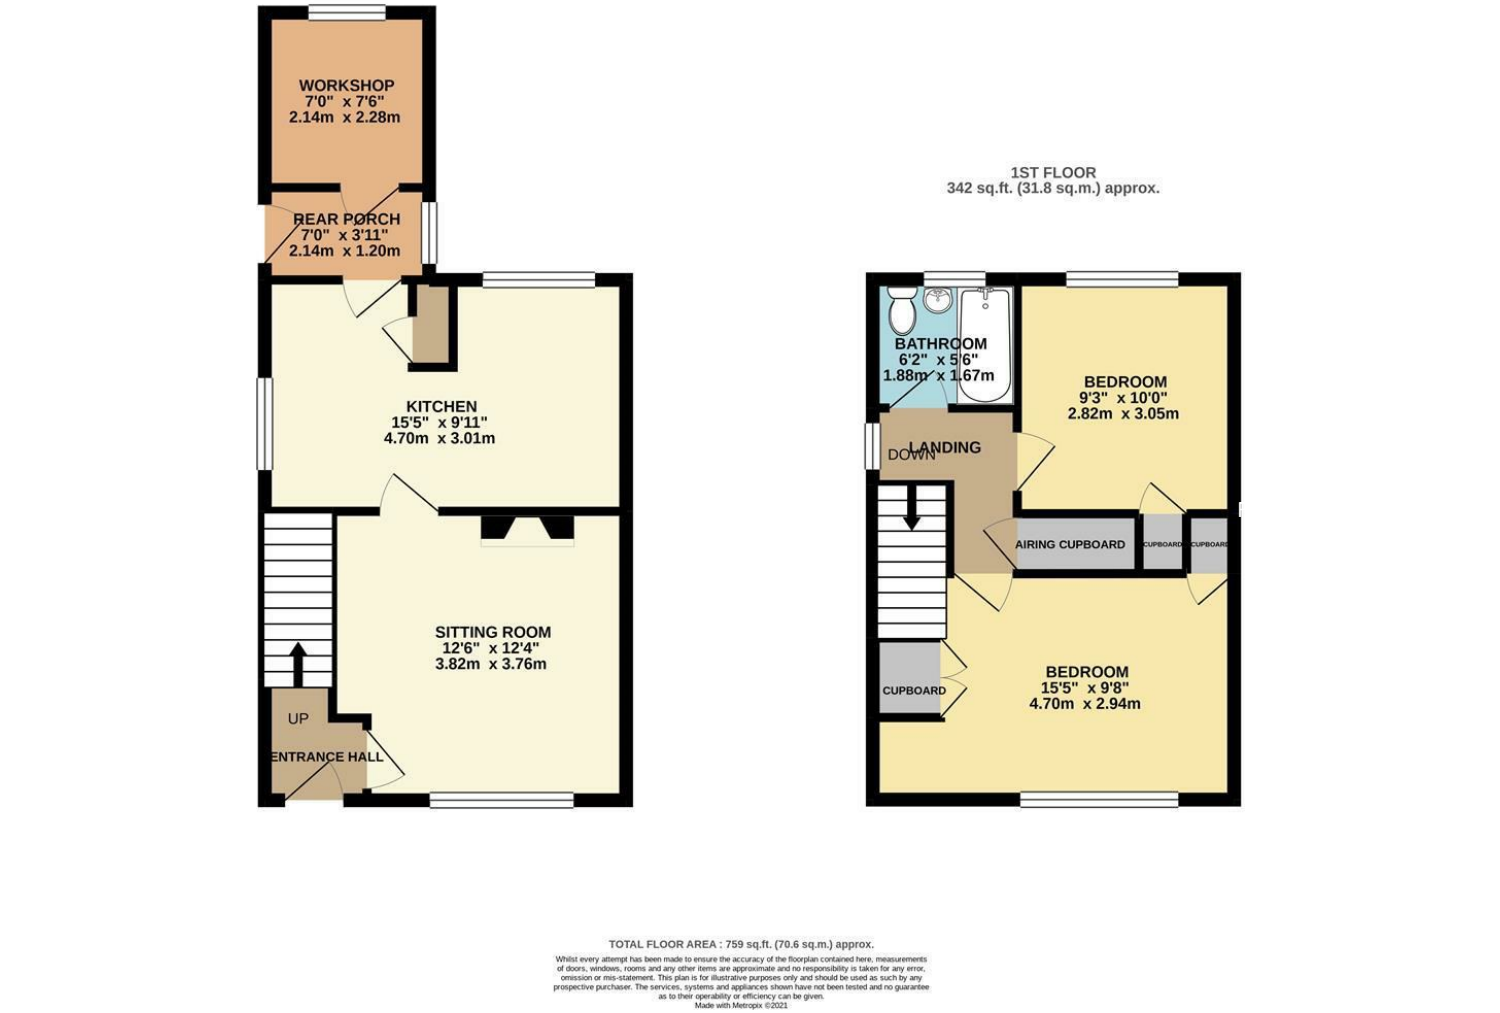 WORKSHOP
7'0" x 7'6"
2.14m x 2.28m
REAR PORCH
7'0" x 3'11"
2.14m x 1.20m
KITCHEN
15'5" x 9'11"
4.70m x 3.01m
SITTING ROOM
12'6" x 12'4"
3.82m x 3.76m
UP
ENTRANCE HALL
1ST FLOOR
342 sq.ft. (31.8 sq.m.) approx.
BATHROOM
6'2" x 5'6"
1.88m x 1.67m
BEDROOM
9'3" x 10'0"
2.82m x 3.05m
LANDING
DOWN
AIRING CUPBOARD
CUPBOARD
CUPBOARD
BEDROOM
15'5" x 9'8"
4.70m x 2.94m
CUPBOARD
TOTAL FLOOR AREA : 759 sq.ft. (70.6 sq.m.) approx.
Whilst every attempt has been made to ensure the accuracy of the floorplan contained here, measurements
of doors, windows, rooms and any other items are approximate and no responsibility is taken for any error,
omission or mis-statement. This plan is for illustrative purposes only and should be used as such by any
prospective purchaser. The services, systems and appliances shown have not been tested and no guarantee
as to their operability or efficiency can be given.
Made with Metropix ©2021